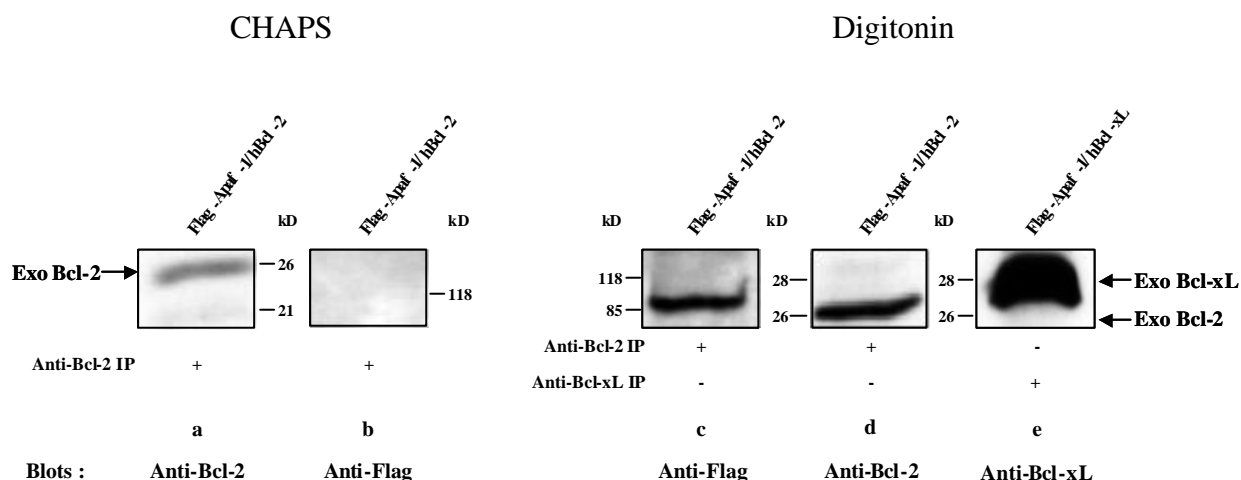 CHAPS Digitonin
Flag-Apaf-1/hBcl-2 Flag-Apaf-1/hBcl-2 Flag-Apaf-1/hBcl-2 Flag-Apaf-1/hBcl-2 Flag-Apaf-1/hBcl-xL
kD kD kD kD kD
Exo Bcl-2 26 118 28 28 Exo Bcl-xL
21 118 85 26 26 Exo Bcl-2
Anti-Bcl-2 IP + + Anti-Bcl-2 IP + + -
Anti-Bcl-xL IP - - +
a b c d e
Blots : Anti-Bcl-2 Anti-Flag Anti-Flag Anti-Bcl-2 Anti-Bcl-xL